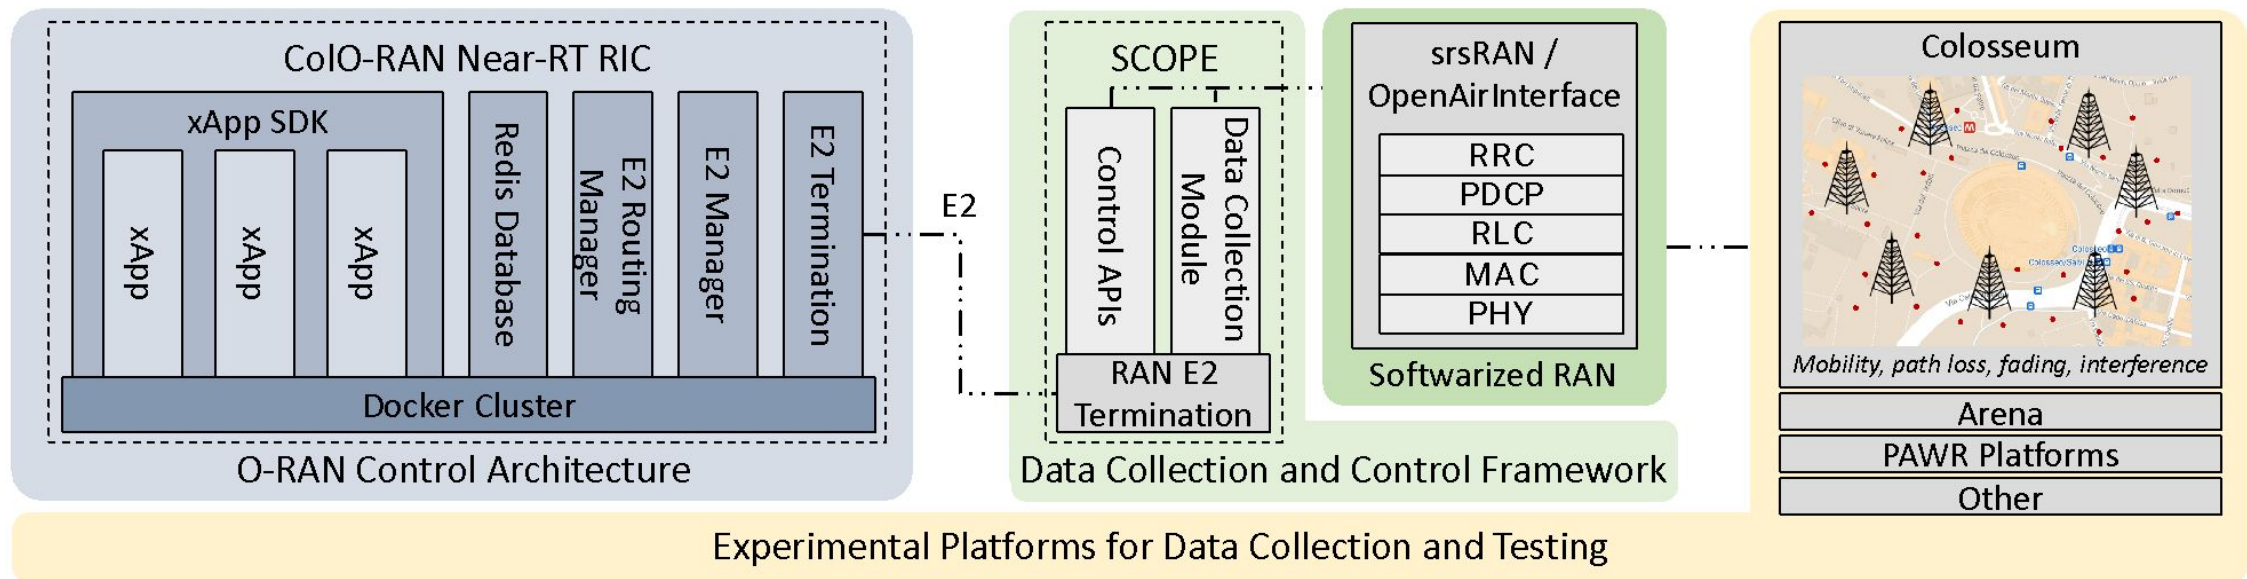 ColO-RAN Near-RT RIC
xApp SDK
xApp
xApp
xApp
Redis Database
E2 Routing
Manager
E2 Manager
E2 Termination
Docker Cluster
O-RAN Control Architecture
E2
SCOPE
Control APIs
Data Collection
Module
RAN E2
Termination
Data Collection and Control Framework
srsRAN /
OpenAirInterface
RRC
PDCP
RLC
MAC
PHY
Softwarized RAN
Colosseum
Mobility, path loss, fading, interference
Arena
PAWR Platforms
Other
Experimental Platforms for Data Collection and Testing